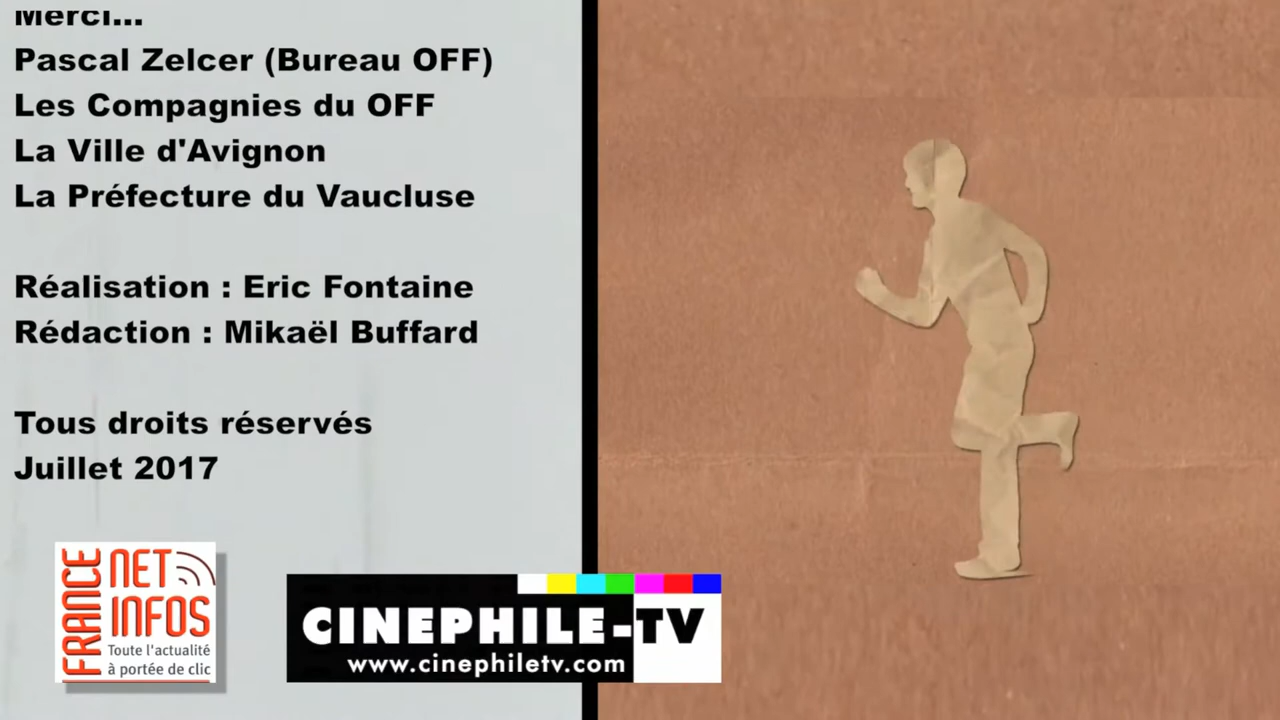 Merci...
Pascal Zelcer (Bureau OFF)
Les Compagnies du OFF
La Ville d'Avignon
La Préfecture du Vaucluse
Réalisation : Eric Fontaine
Rédaction : Mikaël Buffard
Tous droits réservés
Juillet 2017
FRANCE
NET
INFOS
Toute l'actualité
à portée de clic
CINEPHILE-TV
www.cinephiletv.com